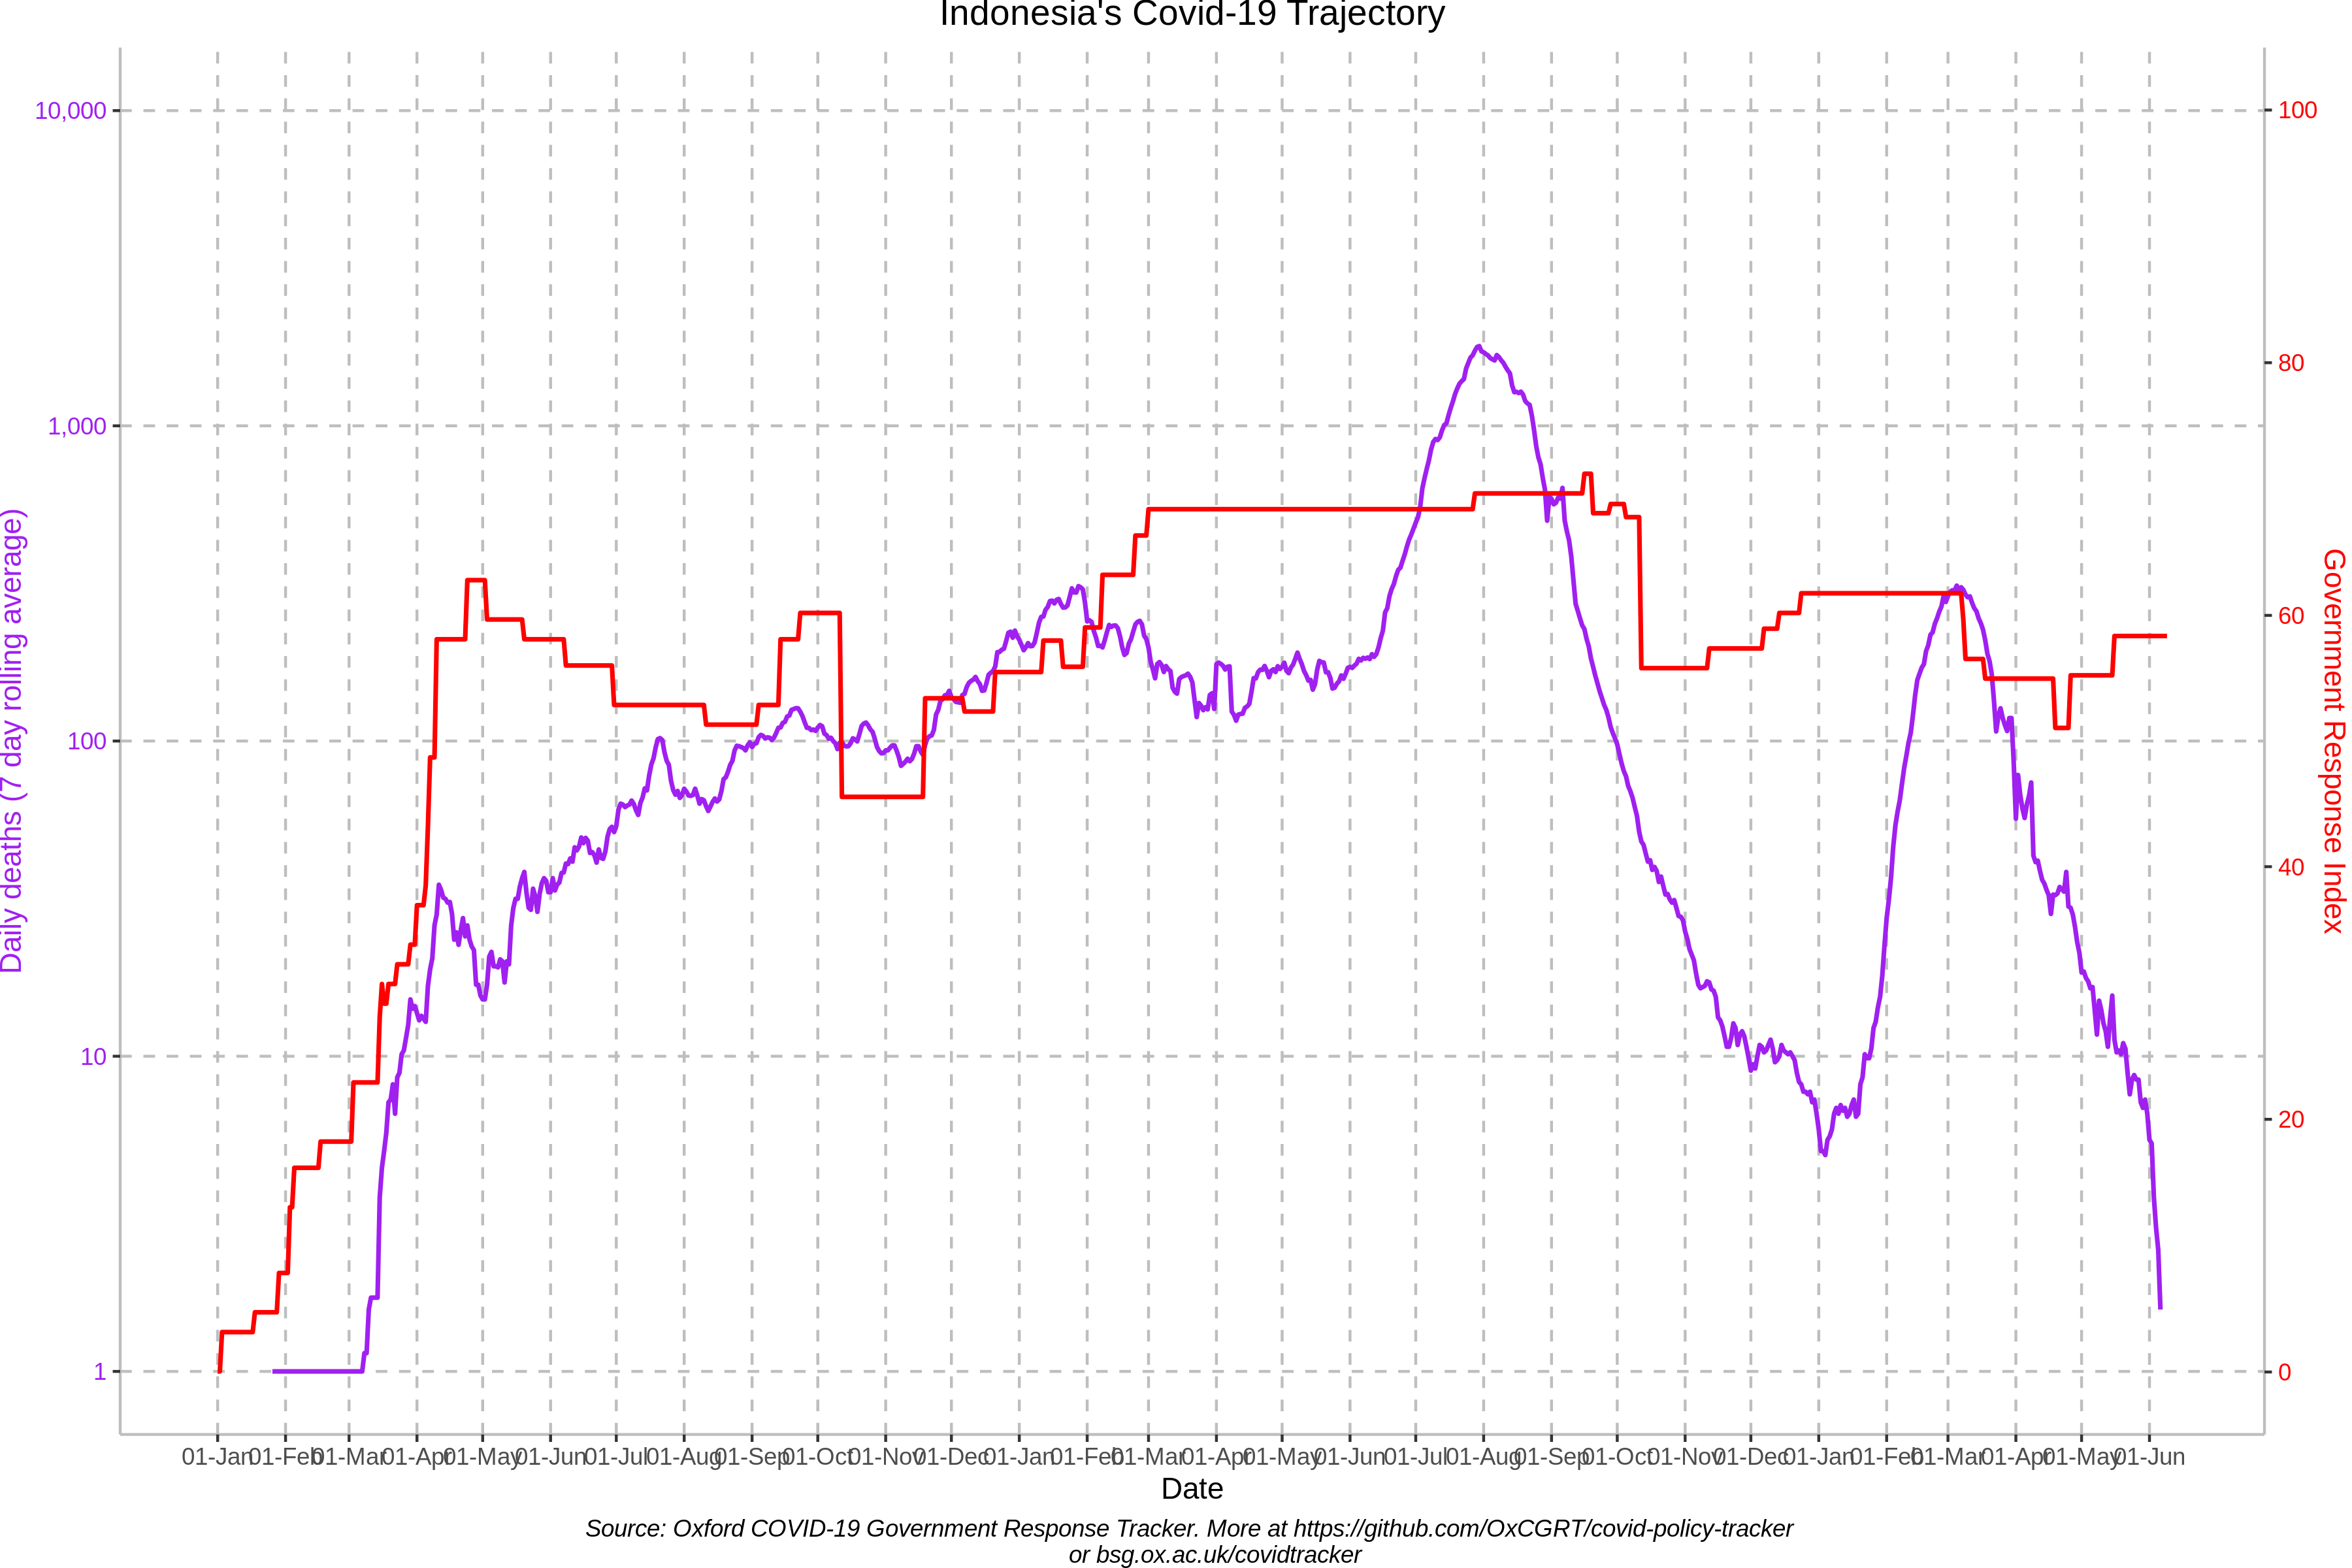 Indonesia's Covid-19 Trajectory
10,000
1,000
100
10
1
Daily deaths (7 day rolling average)
100
80
60
40
20
0
Government Response Index
01-Jan 01-Feb 01-Mar 01-Apr 01-May 01-Jun 01-Jul 01-Aug 01-Sep 01-Oct 01-Nov 01-Dec 01-Jan 01-Feb 01-Mar 01-Apr 01-May 01-Jun 01-Jul 01-Aug 01-Sep 01-Oct 01-Nov 01-Dec 01-Jan 01-Feb 01-Mar 01-Apr 01-May 01-Jun
Date
Source: Oxford COVID-19 Government Response Tracker. More at https://github.com/OxCGRT/covid-policy-tracker
or bsg.ox.ac.uk/covidtracker